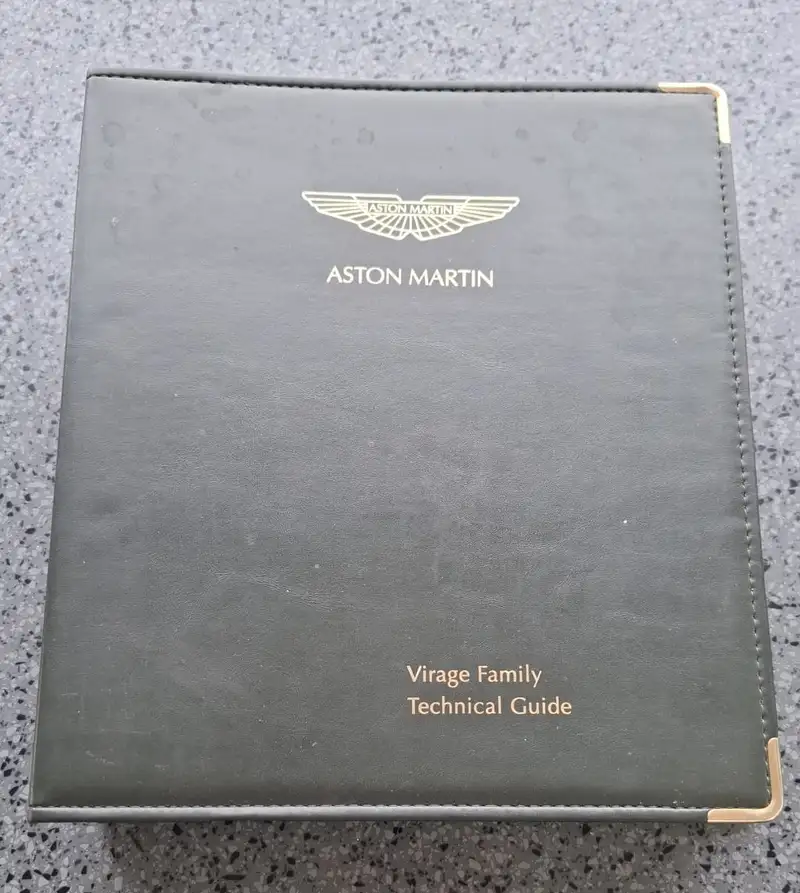 ASTON MARTIN
ASTON MARTIN
Virage Family
Technical Guide